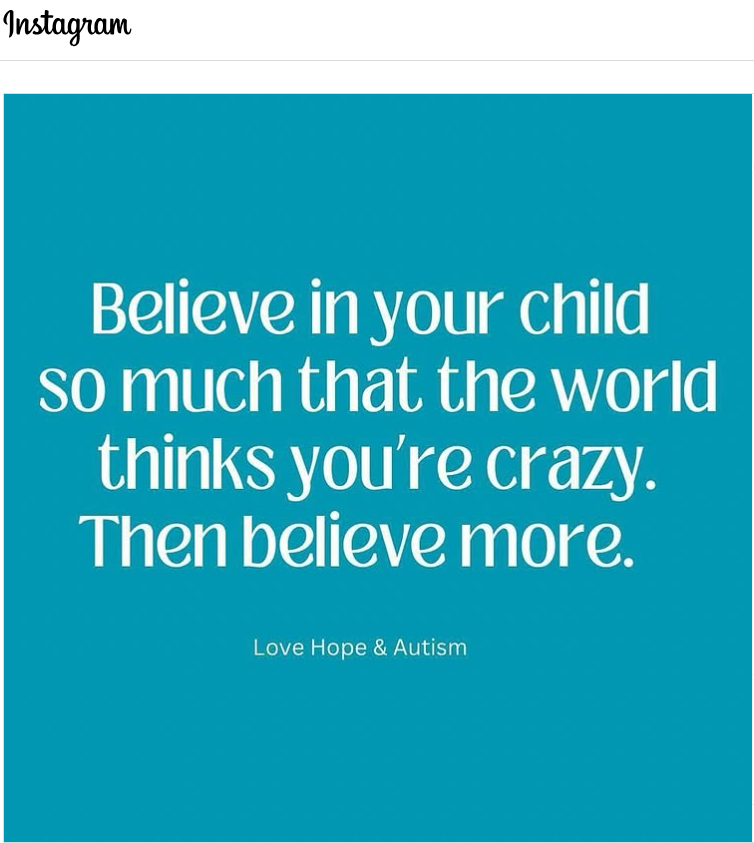 Instagram
Believe in your child
so much that the world
thinks you're crazy.
Then believe more.
Love Hope & Autism